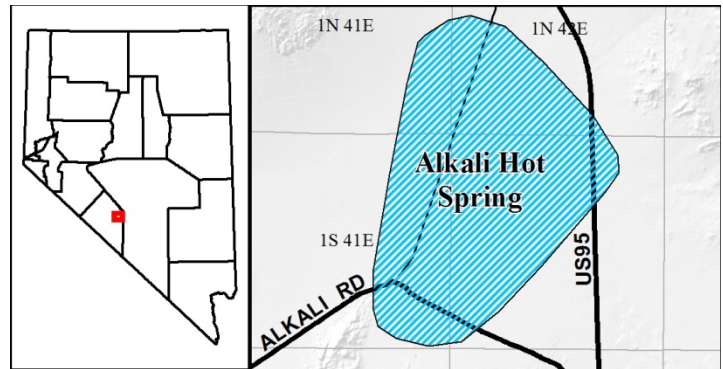 1N 41E
1N 42E
Alkali Hot
Spring
1S 41E
US95
ALKALI RD